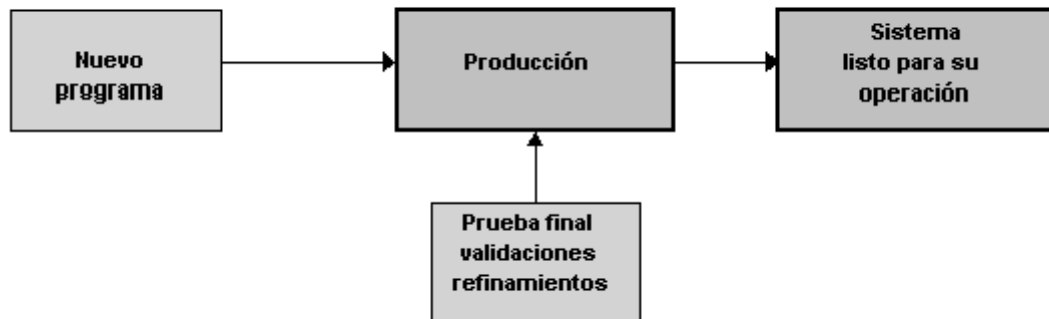 Nuevo
programa
Producción
Sistema
listo para su
operación
Prueba final
validaciones
refinamientos